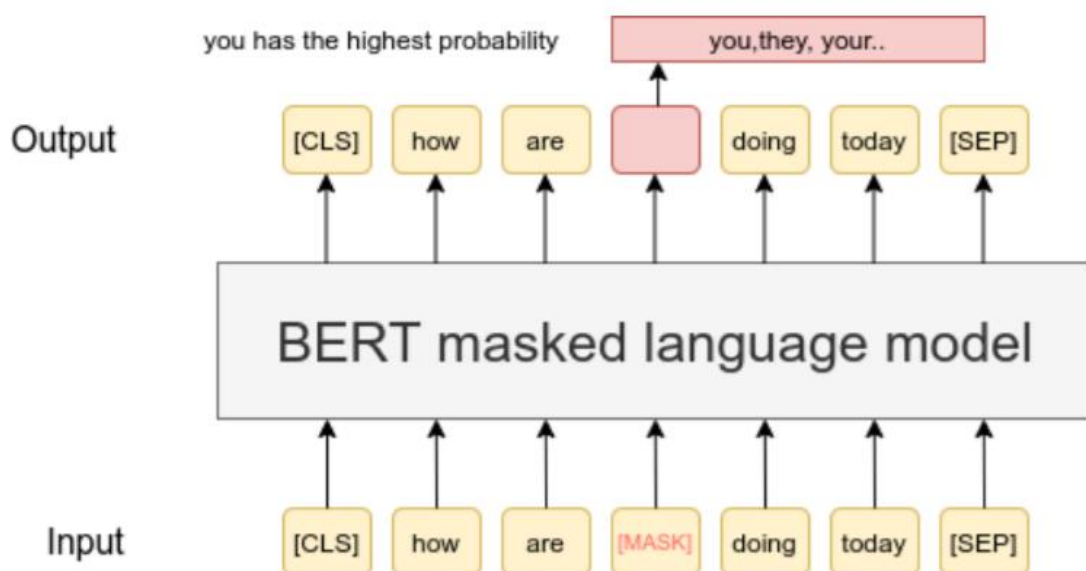 you has the highest probability
you,they, your..
Output
[CLS] how are doing today [SEP]
BERT masked language model
Input
[CLS] how are [MASK] doing today [SEP]